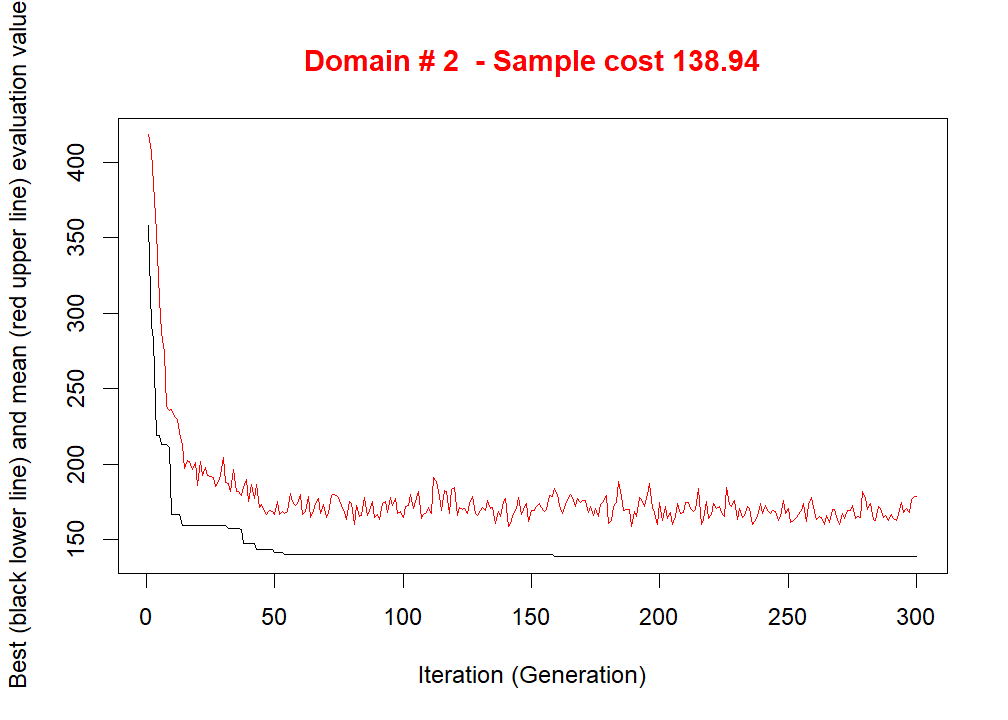 Domain # 2  - Sample cost 138.94
Best (black lower line) and mean (red upper line) evaluation value
400
350
300
250
200
150
0 50 100 150 200 250 300
Iteration (Generation)